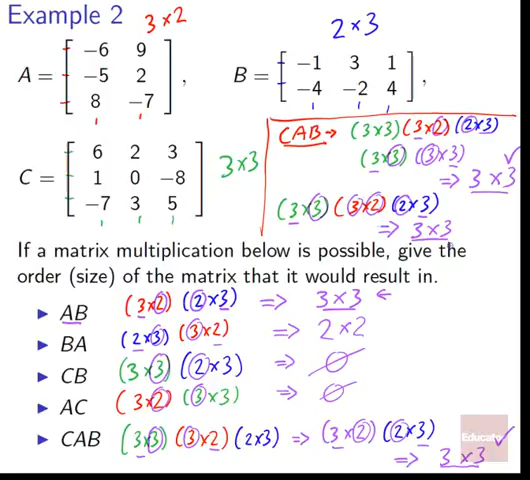 Example 2 3×2 2×3
A = [ -6 9 B = [ -1 3 1
-5 2 -4 -2 4 ],
8 -7 ],
CAB → (3×3)(3×2)(2×3)
(3×3)(3×3) ✓
⇒ 3×3
C = [ 6 2 3 3×3
1 0 -8
-7 3 5 ]
(3×3)(3×2)(2×3)
⇒ 3×3
If a matrix multiplication below is possible, give the
order (size) of the matrix that it would result in.
▶ AB (3×2)(2×3) ⇒ 3×3 ←
▶ BA (2×3)(3×2) ⇒ 2×2
▶ CB (3×3)(2×3) ⇒ ∅
▶ AC (3×2)(3×3) ⇒ ∅
▶ CAB (3×3)(3×2)(2×3) ⇒ (3×2)(2×3) ✓
⇒ 3×3
Educato